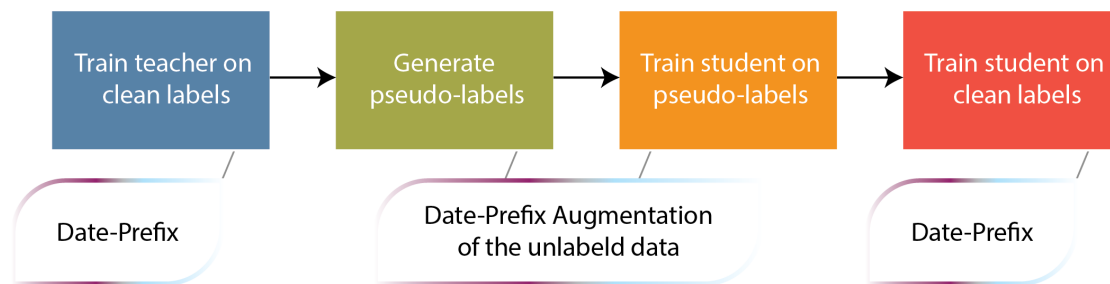 Train teacher on
clean labels
Generate
pseudo-labels
Train student on
pseudo-labels
Train student on
clean labels
Date-Prefix
Date-Prefix Augmentation
of the unlabeld data
Date-Prefix